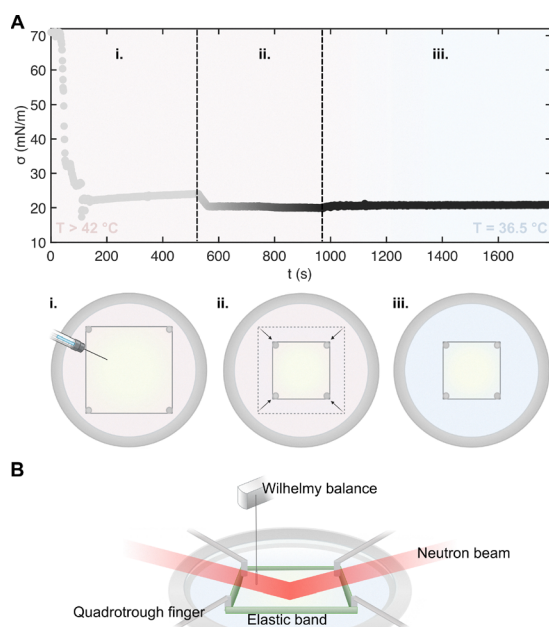 A
i.
ii.
iii.
70
60
50
40
30
20
10
σ (mN/m)
T > 42 °C
T = 36.5 °C
0
200
400
600
800
1000
1200
1400
1600
t (s)
i.
ii.
iii.
B
Wilhelmy balance
Neutron beam
Quadrotrough finger
Elastic band